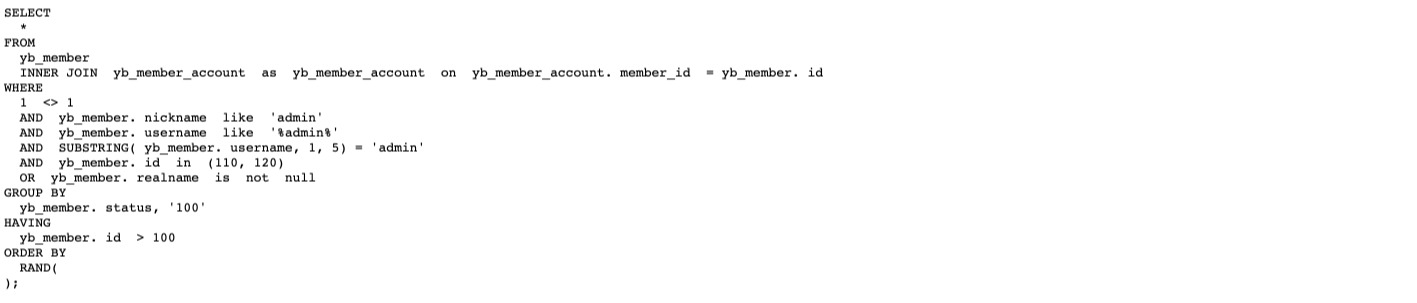 SELECT
*
FROM
yb_member
INNER JOIN yb_member_account as yb_member_account on yb_member_account. member_id = yb_member. id
WHERE
1 <> 1
AND yb_member. nickname like 'admin'
AND yb_member. username like '%admin%'
AND SUBSTRING( yb_member. username, 1, 5) = 'admin'
AND yb_member. id in (110, 120)
OR yb_member. realname is not null
GROUP BY
yb_member. status, '100'
HAVING
yb_member. id > 100
ORDER BY
RAND(
);